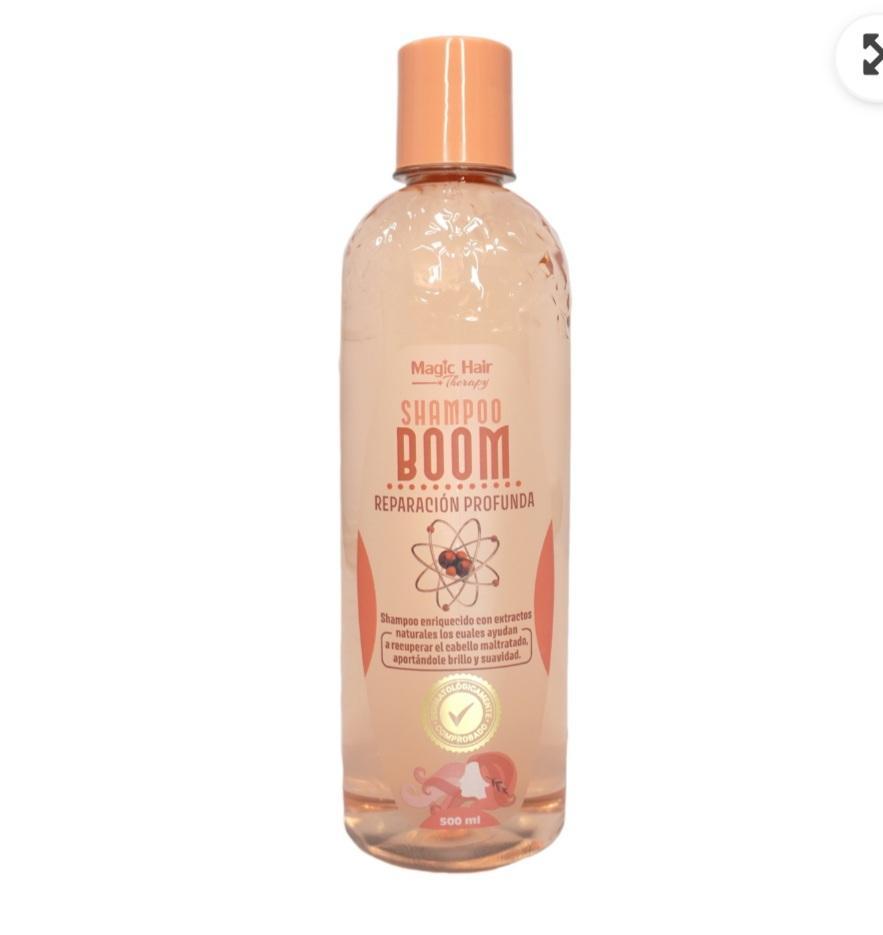 Magic Hair
Therapy
SHAMPOO
BOOM
REPARACIÓN PROFUNDA
Shampoo enriquecido con extractos
naturales los cuales ayudan
a recuperar el cabello maltratado,
aportándole brillo y suavidad.
DERMATOLÓGICAMENTE
COMPROBADO
500 ml